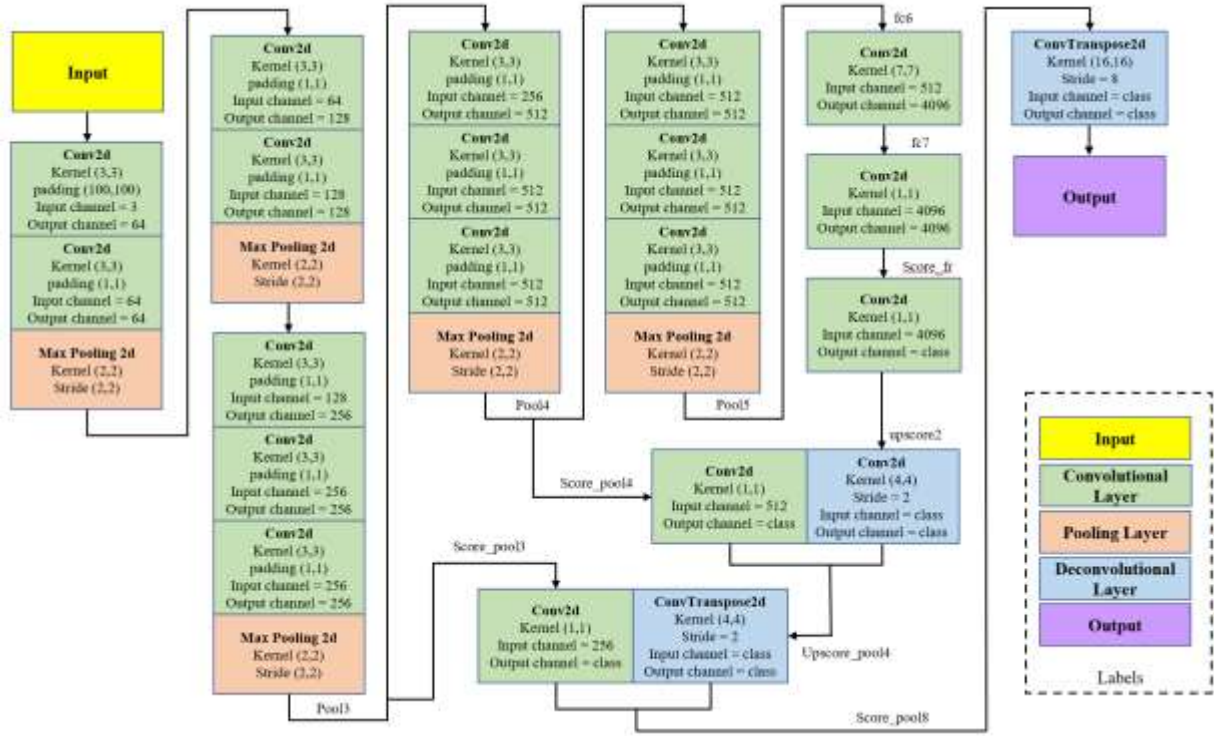 Input
Conv2d
Kernel (3,3)
padding (100,100)
Input channel = 3
Output channel = 64
Conv2d
Kernel (3,3)
padding (1,1)
Input channel = 64
Output channel = 64
Max Pooling 2d
Kernel (2,2)
Stride (2,2)
Conv2d
Kernel (3,3)
padding (1,1)
Input channel = 64
Output channel = 128
Conv2d
Kernel (3,3)
padding (1,1)
Input channel = 128
Output channel = 128
Max Pooling 2d
Kernel (2,2)
Stride (2,2)
Conv2d
Kernel (3,3)
padding (1,1)
Input channel = 128
Output channel = 256
Conv2d
Kernel (3,3)
padding (1,1)
Input channel = 256
Output channel = 256
Conv2d
Kernel (3,3)
padding (1,1)
Input channel = 256
Output channel = 256
Max Pooling 2d
Kernel (2,2)
Stride (2,2)
Pool3
Conv2d
Kernel (3,3)
padding (1,1)
Input channel = 256
Output channel = 512
Conv2d
Kernel (3,3)
padding (1,1)
Input channel = 512
Output channel = 512
Conv2d
Kernel (3,3)
padding (1,1)
Input channel = 512
Output channel = 512
Max Pooling 2d
Kernel (2,2)
Stride (2,2)
Pool4
Conv2d
Kernel (3,3)
padding (1,1)
Input channel = 512
Output channel = 512
Conv2d
Kernel (3,3)
padding (1,1)
Input channel = 512
Output channel = 512
Conv2d
Kernel (3,3)
padding (1,1)
Input channel = 512
Output channel = 512
Max Pooling 2d
Kernel (2,2)
Stride (2,2)
Pool5
fc6
Conv2d
Kernel (7,7)
Input channel = 512
Output channel = 4096
fc7
Conv2d
Kernel (1,1)
Input channel = 4096
Output channel = 4096
Score_fr
Conv2d
Kernel (1,1)
Input channel = 4096
Output channel = class
upscore2
Score_pool4
Conv2d
Kernel (1,1)
Input channel = 512
Output channel = class
Conv2d
Kernel (4,4)
Stride = 2
Input channel = class
Output channel = class
Score_pool3
Conv2d
Kernel (1,1)
Input channel = 256
Output channel = class
ConvTranspose2d
Kernel (4,4)
Stride = 2
Input channel = class
Output channel = class
Upscore_pool4
Score_pool8
ConvTranspose2d
Kernel (16,16)
Stride = 8
Input channel = class
Output channel = class
Output
Input
Convolutional
Layer
Pooling Layer
Deconvolutional
Layer
Output
Labels